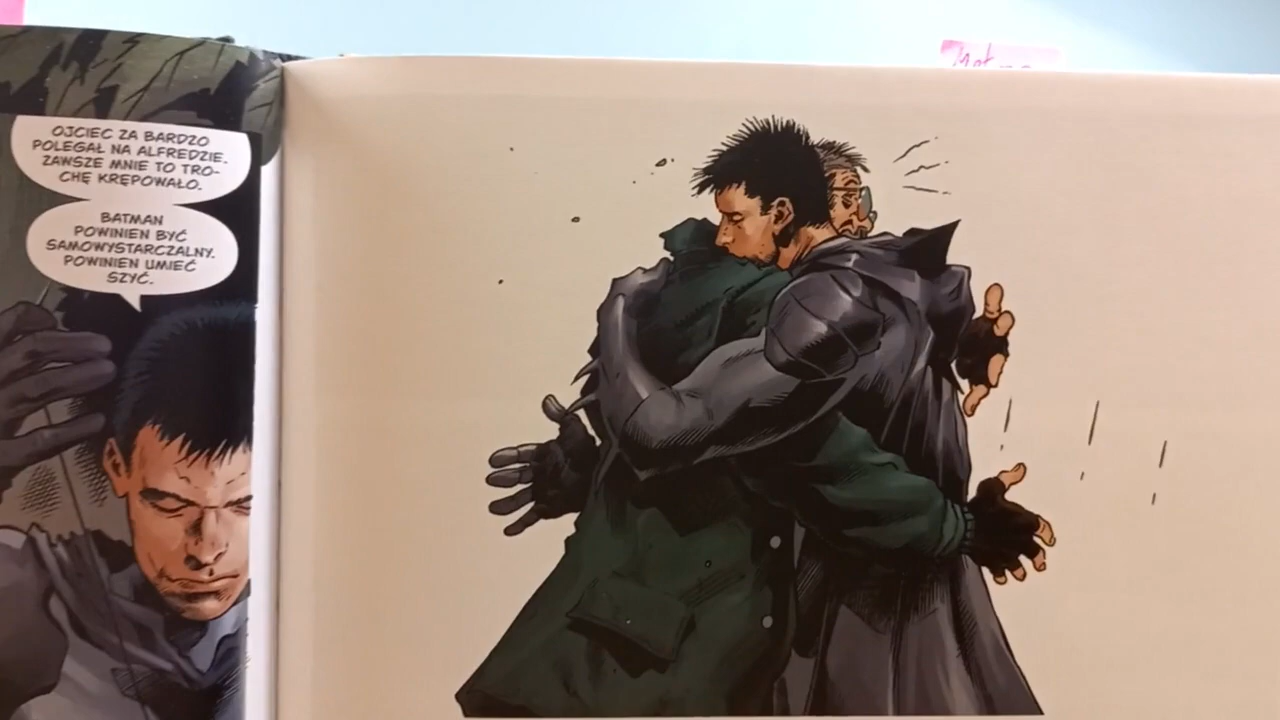 OJCIEC ZA BARDZO
POLEGAŁ NA ALFREDZIE.
ZAWSZE MNIE TO TRO-
CHĘ KRĘPOWAŁO.
BATMAN
POWINIEN BYĆ
SAMOWYSTARCZALNY.
POWINIEN UMIEĆ
SZYĆ.